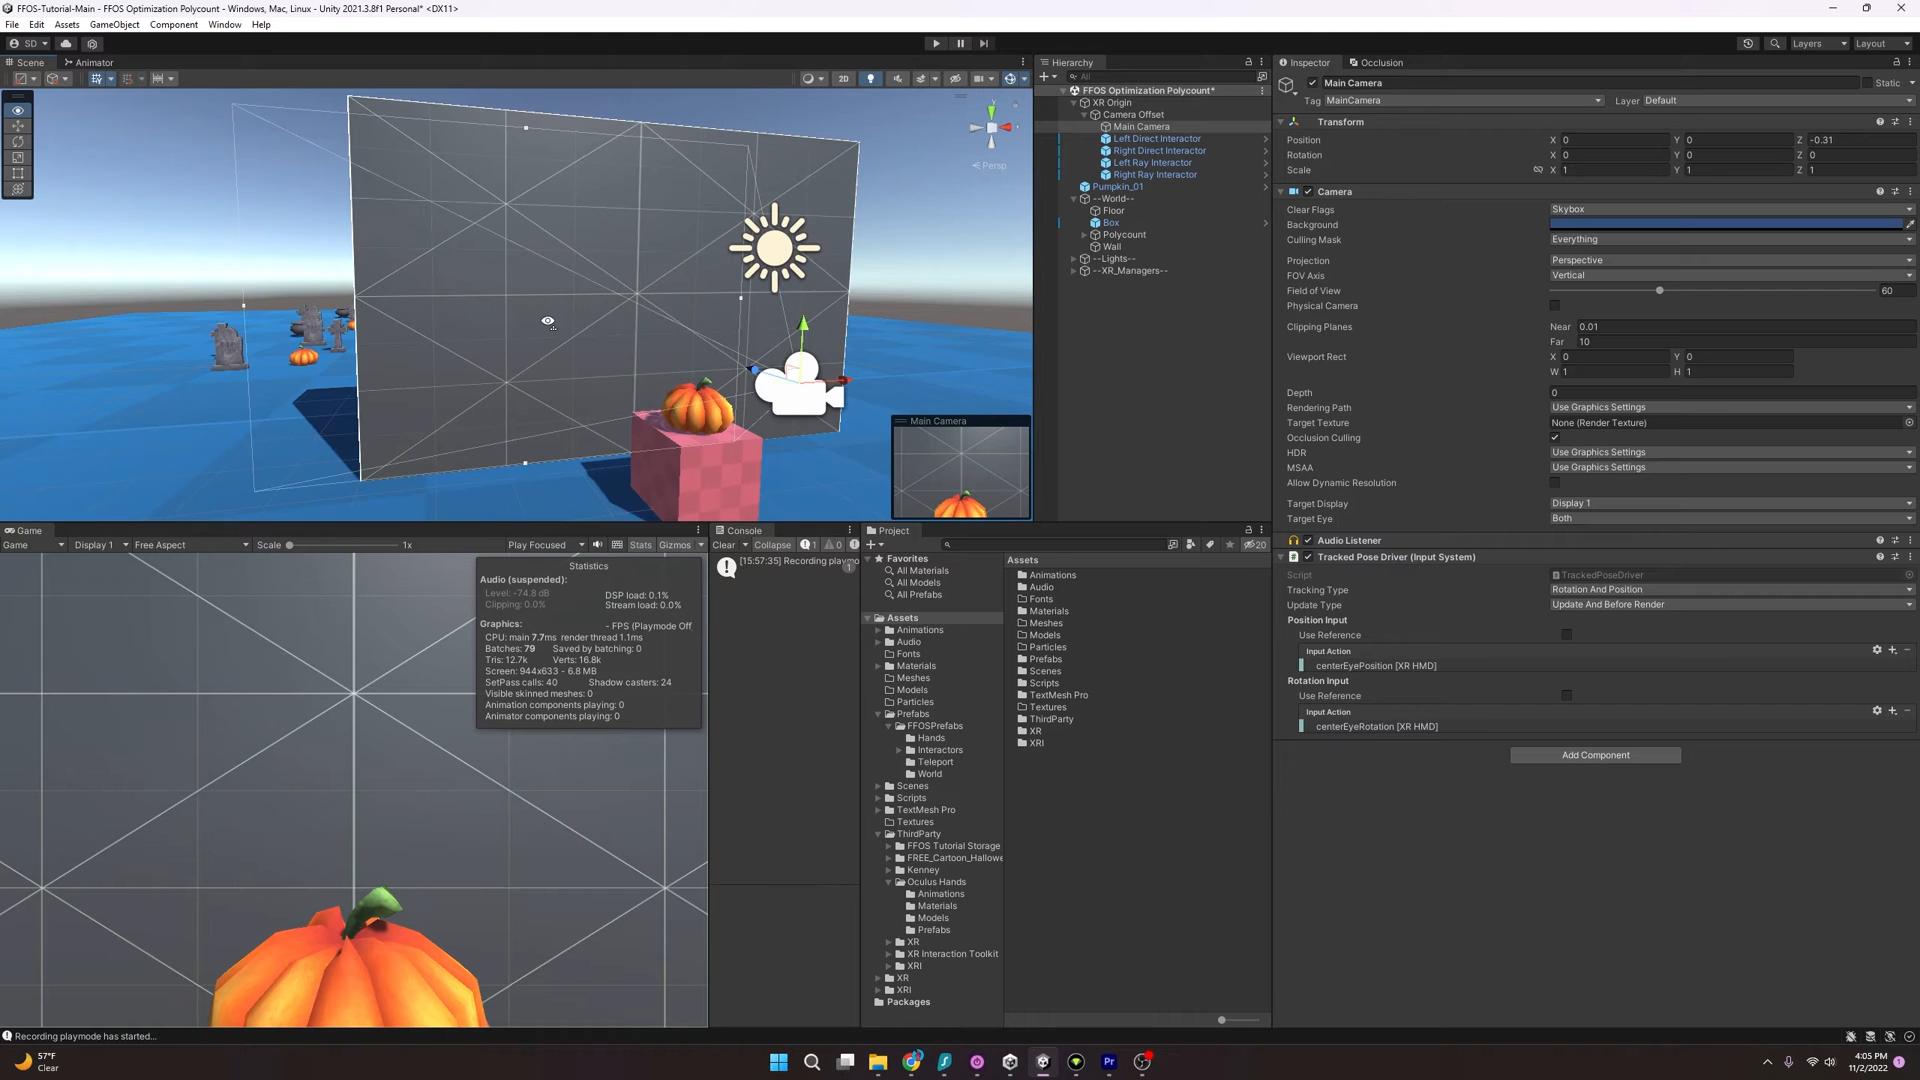 FFOS-Tutorial-Main - FFOS Optimization Polycount - Windows, Mac, Linux - Unity 2021.3.8f1 Personal* <DX11>
File Edit Assets GameObject Component Window Help
SD
Layers Layout
Scene Animator
2D
Persp
Main Camera
Hierarchy
All
FFOS Optimization Polycount*
XR Origin
Camera Offset
Main Camera
Left Direct Interactor
Right Direct Interactor
Left Ray Interactor
Right Ray Interactor
Pumpkin_01
--World--
Floor
Box
Polycount
Wall
--Lights--
--XR_Managers--
Inspector Occlusion
Main Camera Static
Tag MainCamera Layer Default
Transform
Position X 0 Y 0 Z -0.31
Rotation X 0 Y 0 Z 0
Scale X 1 Y 1 Z 1
Camera
Clear Flags Skybox
Background
Culling Mask Everything
Projection Perspective
FOV Axis Vertical
Field of View 60
Physical Camera
Clipping Planes Near 0.01
Far 10
Viewport Rect X 0 Y 0
W 1 H 1
Depth 0
Rendering Path Use Graphics Settings
Target Texture None (Render Texture)
Occlusion Culling
HDR Use Graphics Settings
MSAA Use Graphics Settings
Allow Dynamic Resolution
Target Display Display 1
Target Eye Both
Audio Listener
Tracked Pose Driver (Input System)
Script TrackedPoseDriver
Tracking Type Rotation And Position
Update Type Update And Before Render
Position Input
Use Reference
Input Action
centerEyePosition [XR HMD]
Rotation Input
Use Reference
Input Action
centerEyeRotation [XR HMD]
Add Component
Game
Game Display 1 Free Aspect Scale 1x Play Focused Stats Gizmos
Statistics
Audio (suspended):
Level: -74.8 dB DSP load: 0.1%
Clipping: 0.0% Stream load: 0.0%
Graphics: - FPS (Playmode Off
CPU: main 7.7ms render thread 1.1ms
Batches: 79 Saved by batching: 0
Tris: 12.7k Verts: 16.8k
Screen: 944x633 - 6.8 MB
SetPass calls: 40 Shadow casters: 24
Visible skinned meshes: 0
Animation components playing: 0
Animator components playing: 0
Console
Clear Collapse 1 0
[15:57:35] Recording playmo
1
Project
20
Favorites
All Materials
All Models
All Prefabs
Assets
Animations
Audio
Fonts
Materials
Meshes
Models
Particles
Prefabs
FFOSPrefabs
Hands
Interactors
Teleport
World
Scenes
Scripts
TextMesh Pro
Textures
ThirdParty
FFOS Tutorial Storage
FREE_Cartoon_Hallowe
Kenney
Oculus Hands
Animations
Materials
Models
Prefabs
XR
XR Interaction Toolkit
XRI
XR
XRI
Packages
Assets
Animations
Audio
Fonts
Materials
Meshes
Models
Particles
Prefabs
Scenes
Scripts
TextMesh Pro
Textures
ThirdParty
XR
XRI
Recording playmode has started...
57°F
Clear
Pr
4:05 PM
11/2/2022
1